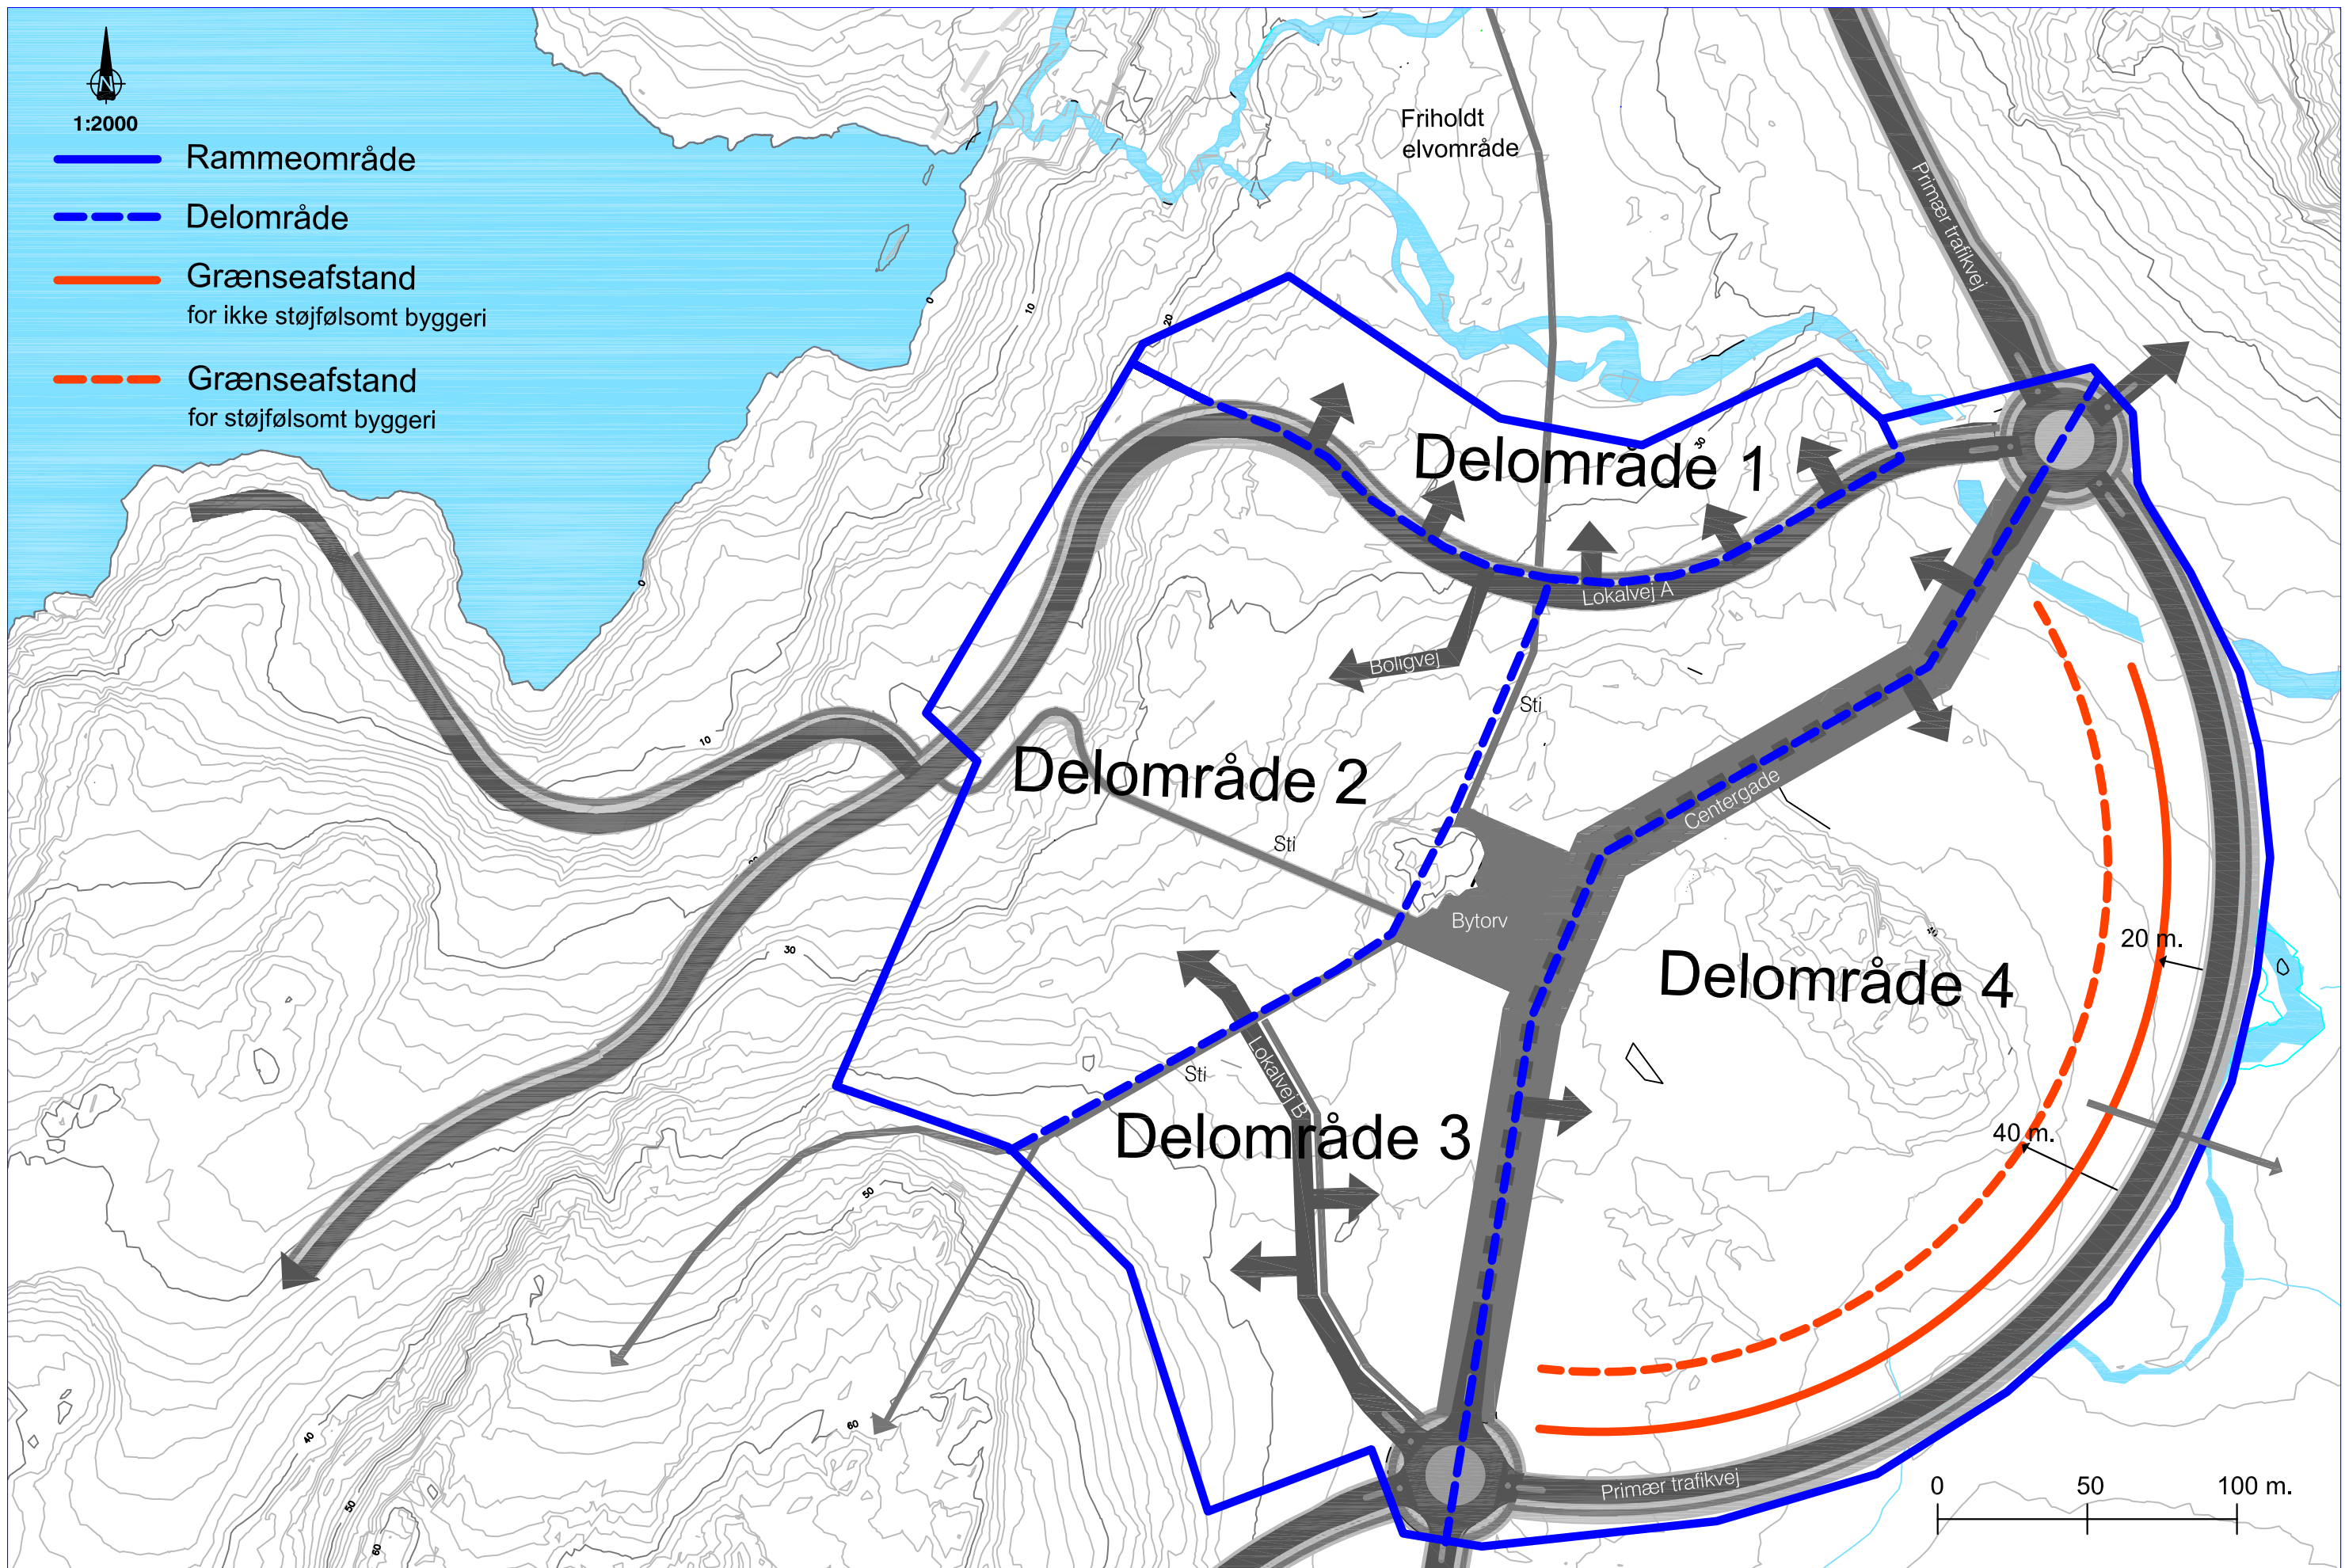 N
1:2000
Rammeområde
Delområde
Grænseafstand
for ikke støjfølsomt byggeri
Grænseafstand
for støjfølsomt byggeri
Friholdt
elvområde
Primær trafikvej
0
10
20
30
Delområde 1
Lokalvej A
Boligvej
Sti
0
10
Delområde 2
Centergade
Sti
Bytorv
20 m.
30
Delområde 4
Lokalvej B
Sti
Delområde 3
40 m.
50
60
40
50
60
Primær trafikvej
0
50
100 m.